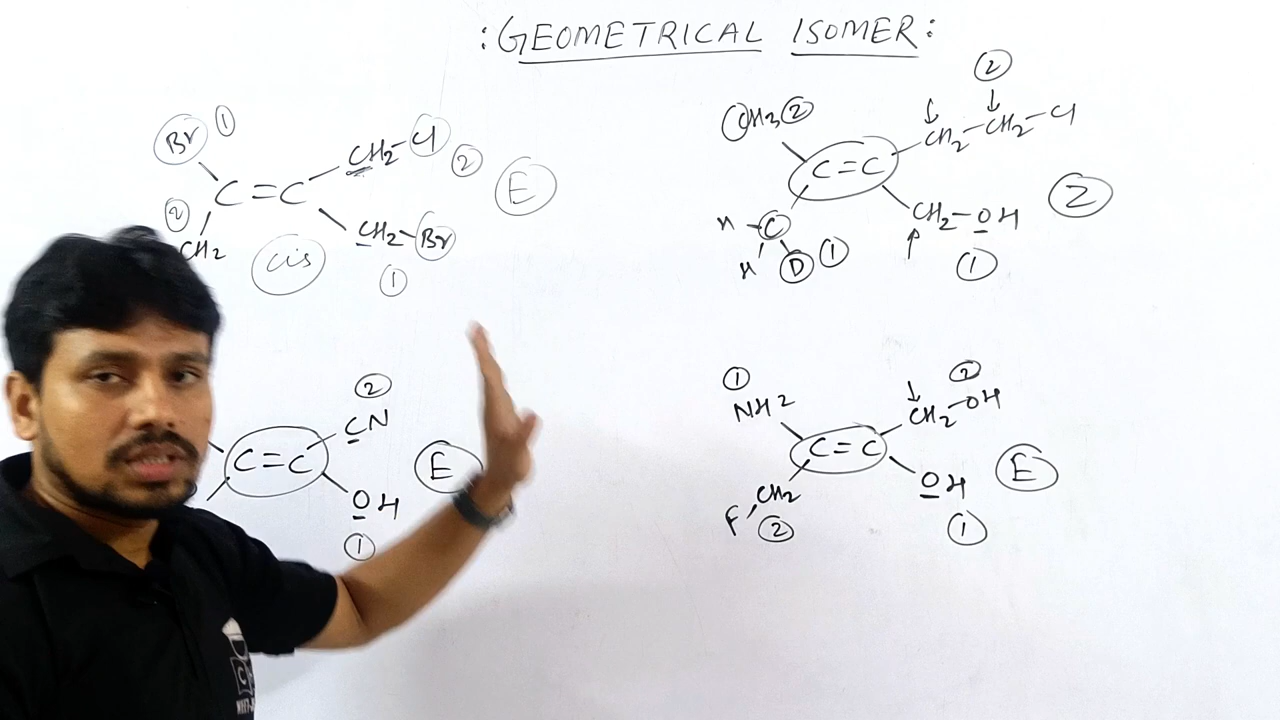 : GEOMETRICAL ISOMER :
Br ① CH₂-Cl ②
C=C (E)
② CH₂ CH₂-Br
cis ①
CH₃ ② CH₂-CH₂-Cl ②
C=C
H-C CH₂-OH (Z)
H D ① ①
② CN
C=C (E)
OH
①
① NH₂ CH₂-OH ②
C=C (E)
F CH₂ OH
② ①